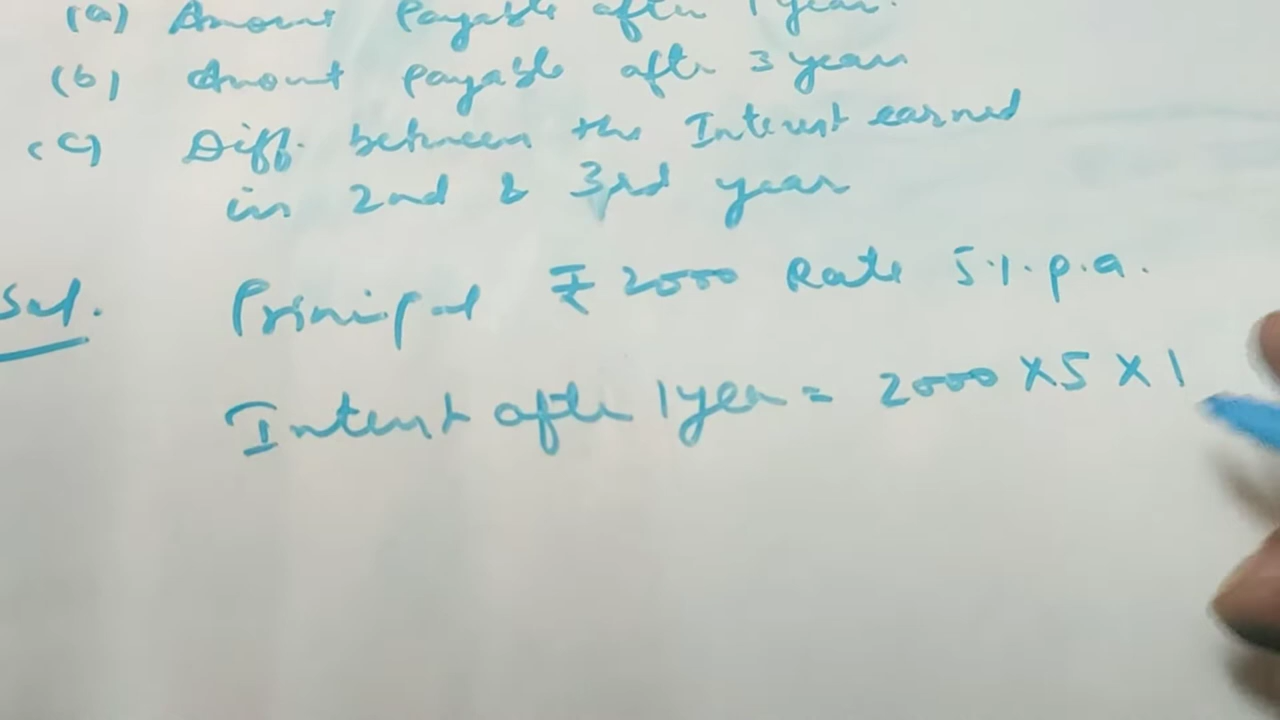 (a) Amount Payable after 1 year.
(b) Amount payable after 3 years
(c) Diff. between the Interest earned
in 2nd & 3rd year
Sol. Principal ₹ 2000 Rate 5%. p.a.
Interest after 1 year = 2000 × 5 × 1